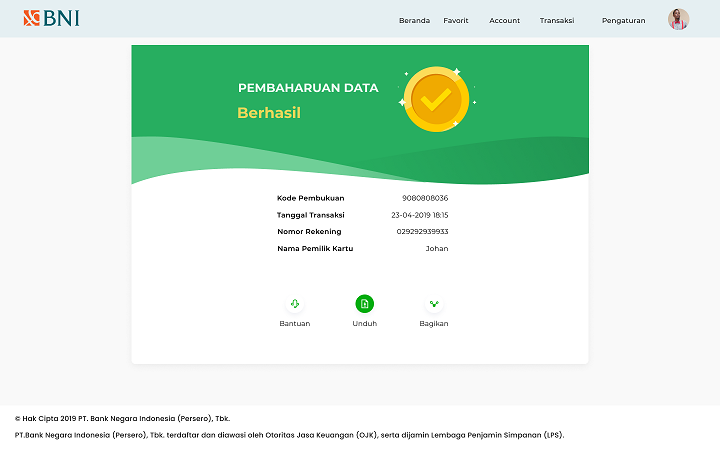 BNI
Beranda Favorit Account Transaksi Pengaturan
PEMBAHARUAN DATA
Berhasil
Kode Pembukuan 9080808036
Tanggal Transaksi 23-04-2019 18:15
Nomor Rekening 029292939933
Nama Pemilik Kartu Johan
Bantuan Unduh Bagikan
© Hak Cipta 2019 PT. Bank Negara Indonesia (Persero), Tbk.
PT.Bank Negara Indonesia (Persero), Tbk. terdaftar dan diawasi oleh Otoritas Jasa Keuangan (OJK), serta dijamin Lembaga Penjamin Simpanan (LPS).